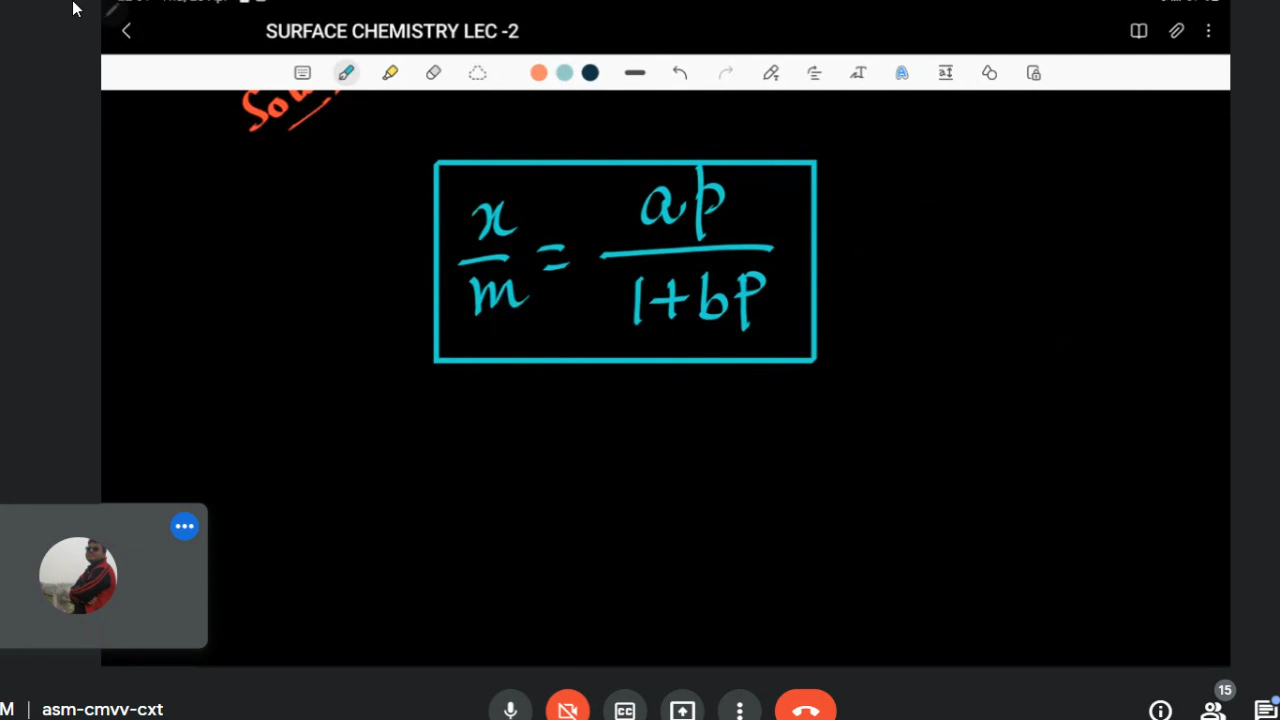 SURFACE CHEMISTRY LEC -2
x/m = ap/1+bp
15
M | asm-cmvv-cxt